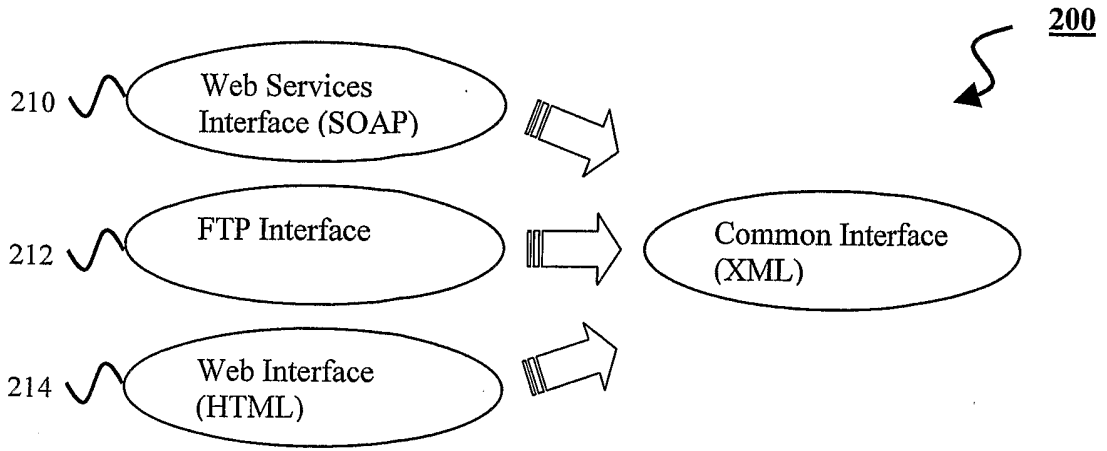 200
210
Web Services
Interface (SOAP)
212
FTP Interface
Common Interface
(XML)
214
Web Interface
(HTML)